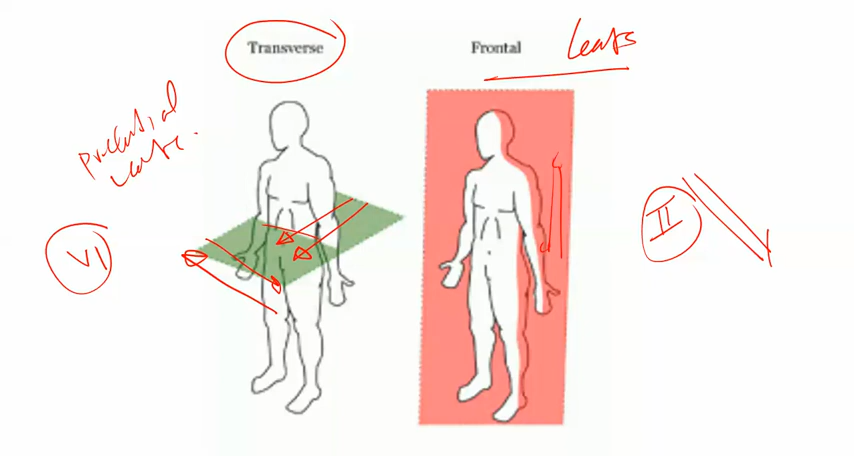 Transverse
Frontal
leads
precordial
leads.
VI
II